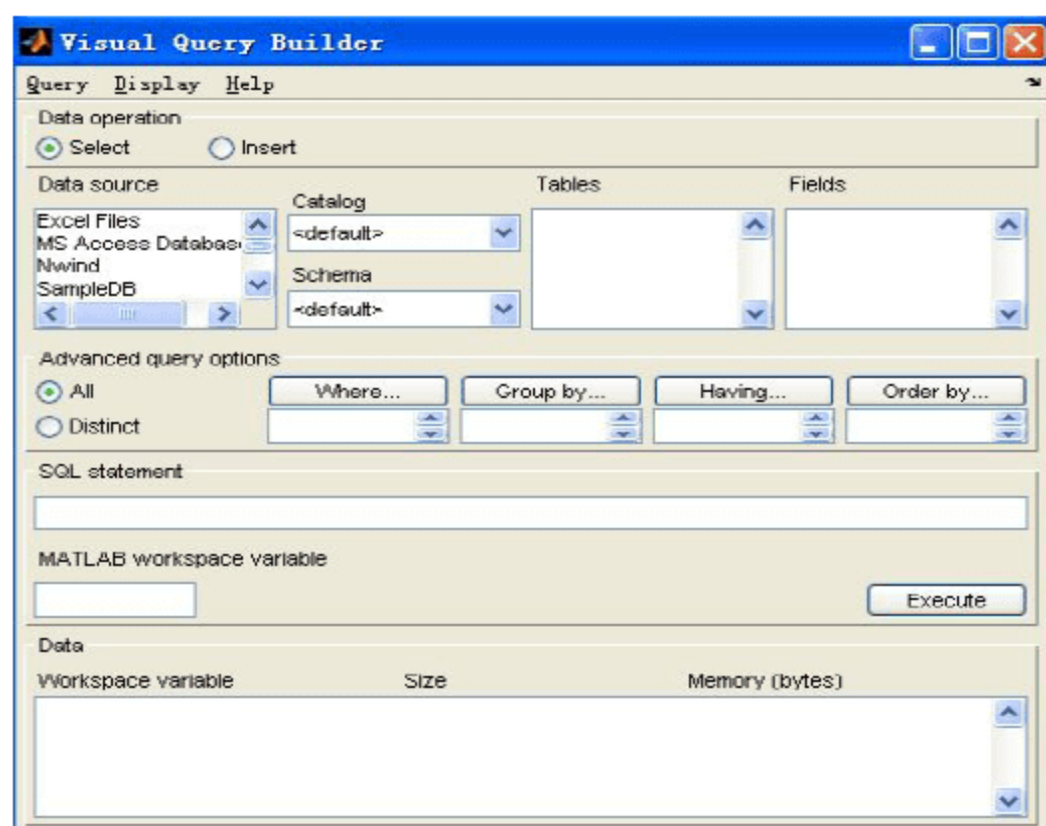 Visual Query Builder
Query Display Help
Data operation
Select Insert
Data source
Excel Files
MS Access Databas
Nwind
SampleDB
Catalog
<default>
Schema
<default>
Tables
Fields
Advanced query options
All
Distinct
Where... Group by... Having... Order by...
SQL statement
MATLAB workspace variable
Execute
Data
Workspace variable Size Memory (bytes)